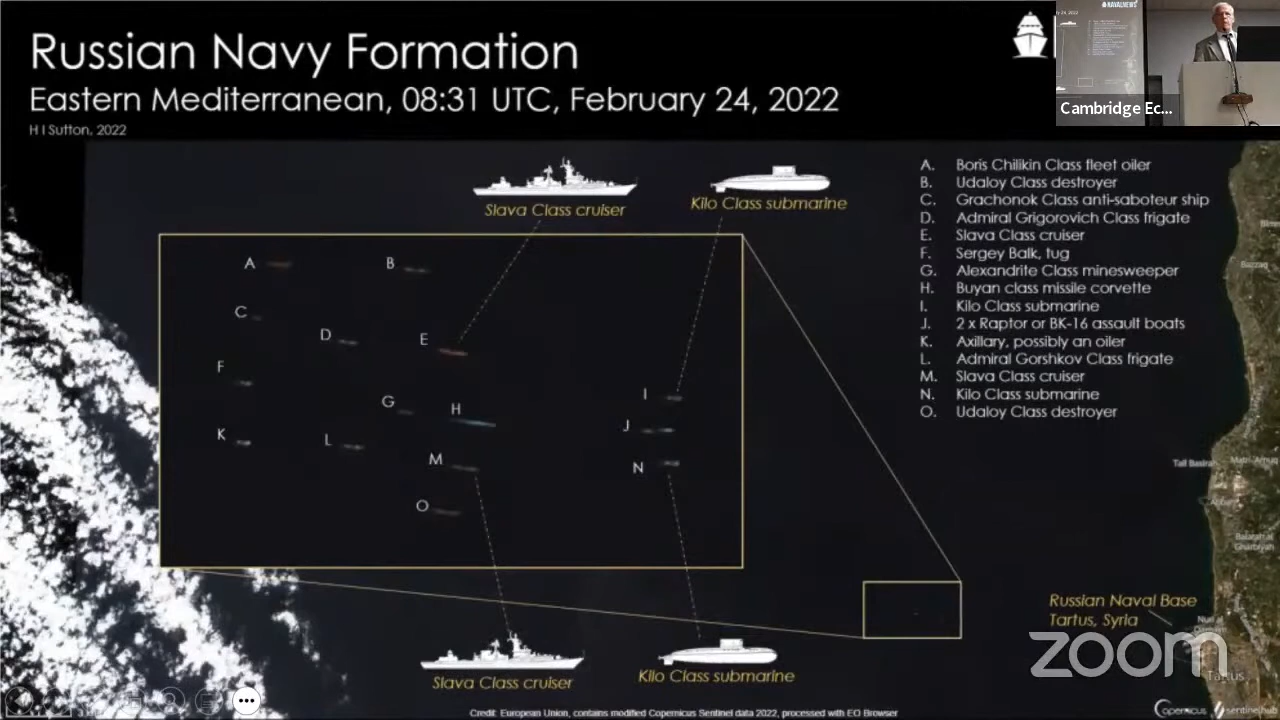 Russian Navy Formation
Eastern Mediterranean, 08:31 UTC, February 24, 2022
H I Sutton, 2022
NAVALNEWS
Cambridge Ec...
Slava Class cruiser
Kilo Class submarine
A
B
C
D
E
F
G
H
I
J
K
L
M
N
O
A. Boris Chilikin Class fleet oiler
B. Udaloy Class destroyer
C. Grachonok Class anti-saboteur ship
D. Admiral Grigorovich Class frigate
E. Slava Class cruiser
F. Sergey Balk, tug
G. Alexandrite Class minesweeper
H. Buyan class missile corvette
I. Kilo Class submarine
J. 2 x Raptor or BK-16 assault boats
K. Axillary, possibly an oiler
L. Admiral Gorshkov Class frigate
M. Slava Class cruiser
N. Kilo Class submarine
O. Udaloy Class destroyer
Slava Class cruiser
Kilo Class submarine
Russian Naval Base
Tartus, Syria
zoom
Tartus
Credit: European Union, contains modified Copernicus Sentinel data 2022, processed with EO Browser
opernicus
sentinelhub